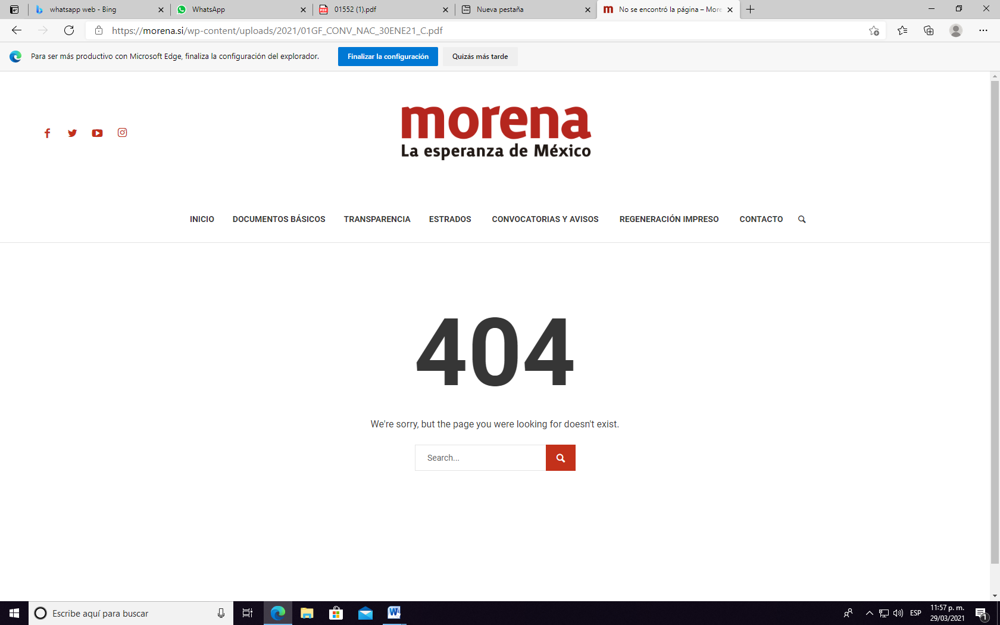 whatsapp web - Bing
WhatsApp
01552 (1).pdf
Nueva pestaña
No se encontró la página – More
https://morena.si/wp-content/uploads/2021/01GF_CONV_NAC_30ENE21_C.pdf
Para ser más productivo con Microsoft Edge, finaliza la configuración del explorador.
Finalizar la configuración
Quizás más tarde
morena
La esperanza de México
INICIO
DOCUMENTOS BÁSICOS
TRANSPARENCIA
ESTRADOS
CONVOCATORIAS Y AVISOS
REGENERACIÓN IMPRESO
CONTACTO
404
We're sorry, but the page you were looking for doesn't exist.
Search...
Escribe aquí para buscar
ESP
11:57 p. m.
29/03/2021
1